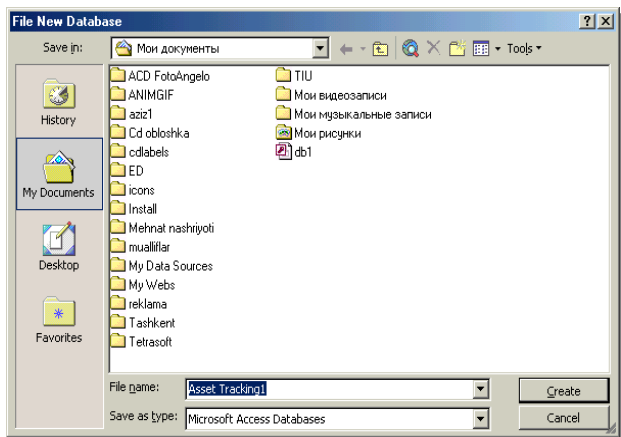 File New Database
Save in:
Мои документы
Tools
History
My Documents
Desktop
Favorites
ACD FotoAngelo
ANIMGIF
aziz1
Cd obloshka
cdlabels
ED
icons
Install
Mehnat nashriyoti
mualliflar
My Data Sources
My Webs
reklama
Tashkent
Tetrasoft
TIU
Мои видеозаписи
Мои музыкальные записи
Мои рисунки
db1
File name:
Asset Tracking1
Create
Save as type:
Microsoft Access Databases
Cancel